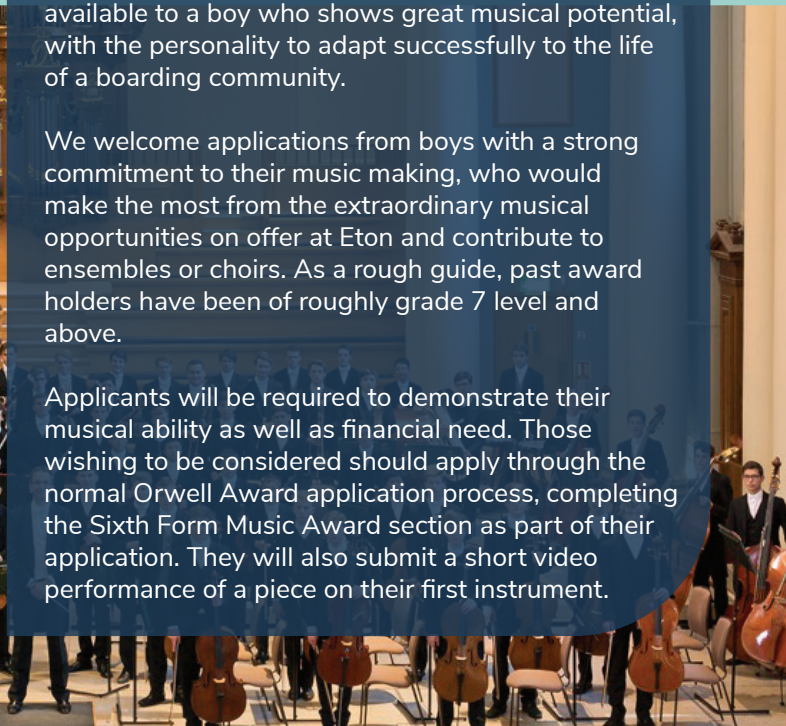 available to a boy who shows great musical potential,
with the personality to adapt successfully to the life
of a boarding community.
We welcome applications from boys with a strong
commitment to their music making, who would
make the most from the extraordinary musical
opportunities on offer at Eton and contribute to
ensembles or choirs. As a rough guide, past award
holders have been of roughly grade 7 level and
above.
Applicants will be required to demonstrate their
musical ability as well as financial need. Those
wishing to be considered should apply through the
normal Orwell Award application process, completing
the Sixth Form Music Award section as part of their
application. They will also submit a short video
performance of a piece on their first instrument.